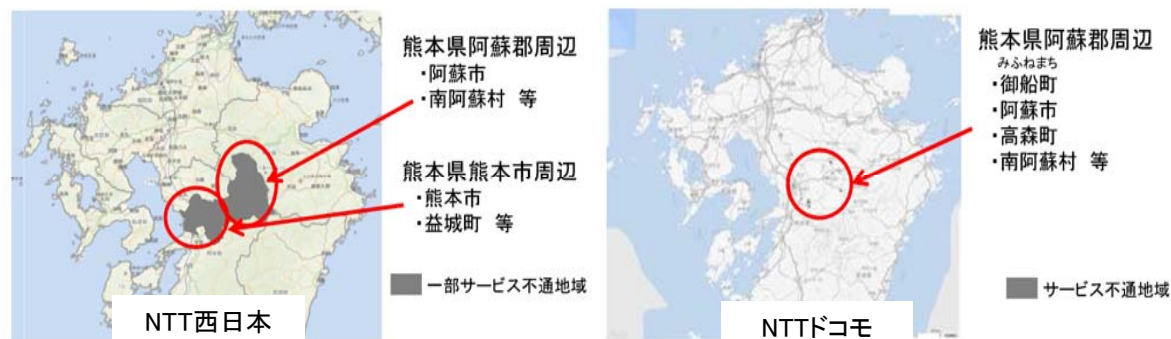 熊本県阿蘇郡周辺
・阿蘇市
・南阿蘇村 等
熊本県熊本市周辺
・熊本市
・益城町 等
一部サービス不通地域
NTT西日本
熊本県阿蘇郡周辺
みふねまち
・御船町
・阿蘇市
・高森町
・南阿蘇村 等
サービス不通地域
NTTドコモ